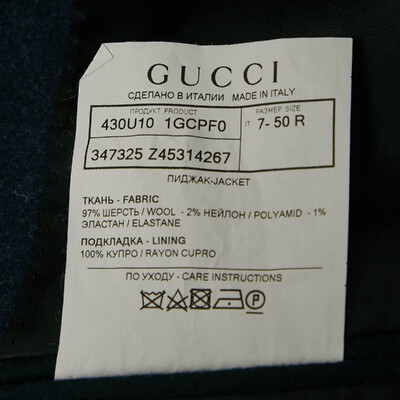 GUCCI
СДЕЛАНО В ИТАЛИИ MADE IN ITALY
ПРОДУКТ PRODUCT
РАЗМЕР SIZE
430U10 1GCPF0
IT 7-50 R
347325 Z45314267
ПИДЖАК-JACKET
ТКАНЬ - FABRIC
97% ШЕРСТЬ / WOOL - 2% НЕЙЛОН / POLYAMID - 1%
ЭЛАСТАН / ELASTANE
ПОДКЛАДКА - LINING
100% КУПРО / RAYON CUPRO
ПО УХОДУ - CARE INSTRUCTIONS
P